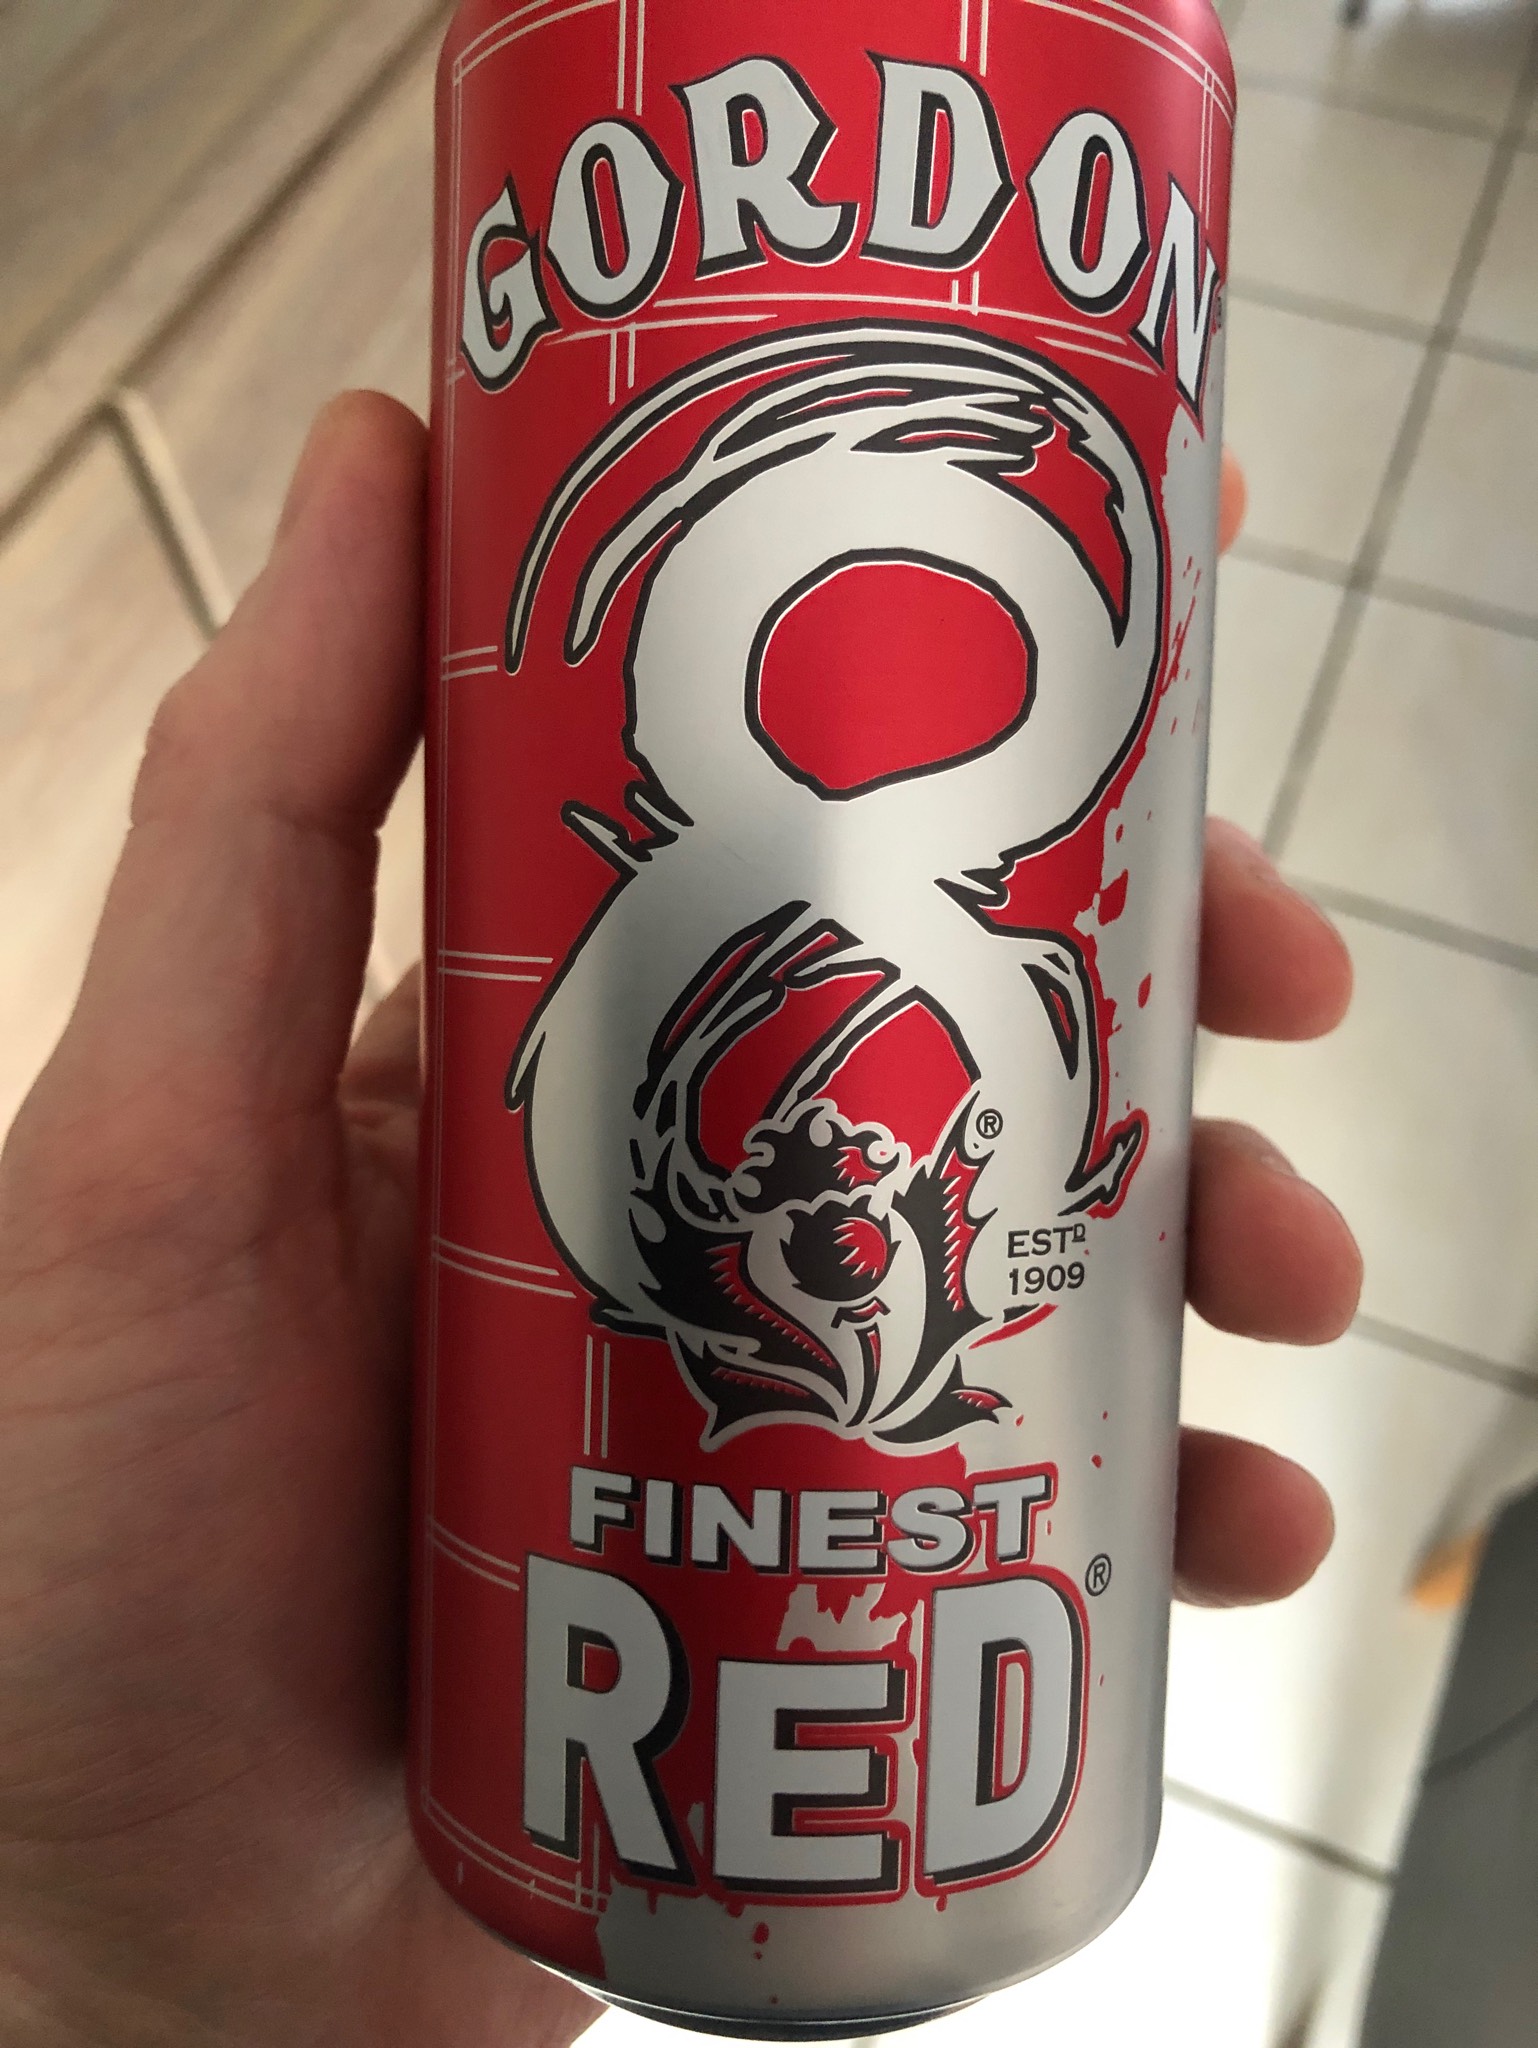 GORDON
8
®
ESTD
1909
FINEST
RED®